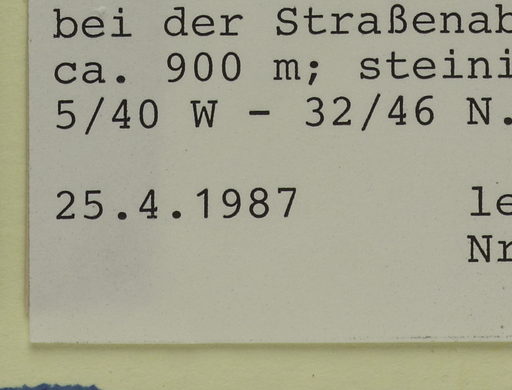 bei der Straßenab
ca. 900 m; steini
5/40 W - 32/46 N.
25.4.1987 le
Nr